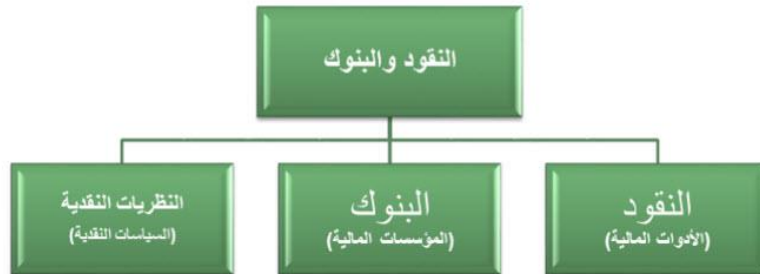 النقود والبنوك
النقود
(الأدوات المالية)
البنوك
(المؤسسات المالية)
النظريات النقدية
(السياسات النقدية)